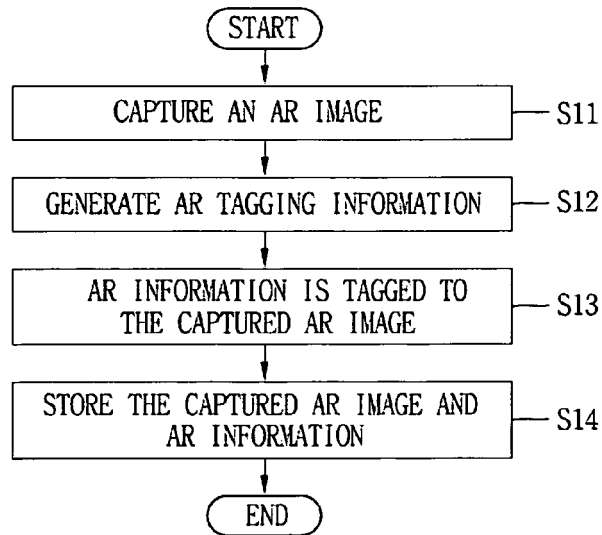 START
CAPTURE AN AR IMAGE
S11
GENERATE AR TAGGING INFORMATION
S12
AR INFORMATION IS TAGGED TO
THE CAPTURED AR IMAGE
S13
STORE THE CAPTURED AR IMAGE AND
AR INFORMATION
S14
END